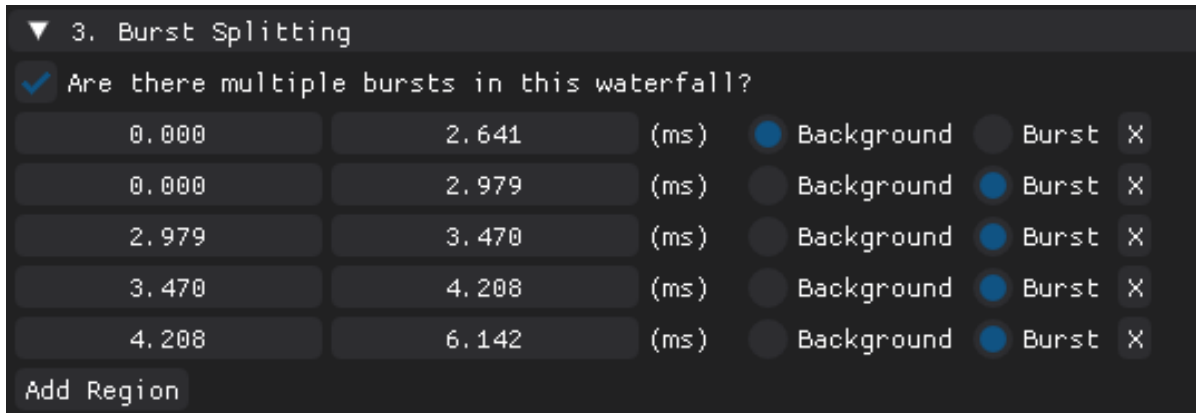 ▼ 3. Burst Splitting
Are there multiple bursts in this waterfall?
0.000 2.641 (ms) Background Burst X
0.000 2.979 (ms) Background Burst X
2.979 3.470 (ms) Background Burst X
3.470 4.208 (ms) Background Burst X
4.208 6.142 (ms) Background Burst X
Add Region